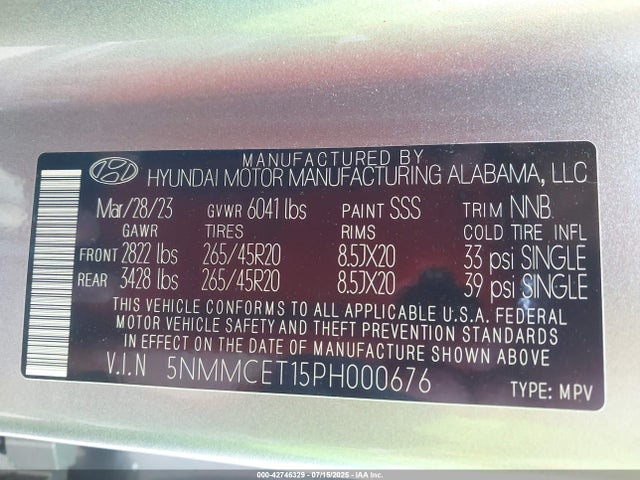 MANUFACTURED BY
HYUNDAI MOTOR MANUFACTURING ALABAMA, LLC
Mar/28/23 GVWR 6041 lbs PAINT SSS TRIM NNB
GAWR TIRES RIMS COLD TIRE INFL
FRONT 2822 lbs 265/45R20 8.5JX20 33 psi SINGLE
REAR 3428 lbs 265/45R20 8.5JX20 39 psi SINGLE
THIS VEHICLE CONFORMS TO ALL APPLICABLE U.S.A. FEDERAL
MOTOR VEHICLE SAFETY AND THEFT PREVENTION STANDARDS
IN EFFECT ON THE DATE OF MANUFACTURE SHOWN ABOVE.
V.I.N 5NMMCET15PH000676
TYPE: MPV
000-42746329 - 07/15/2025 - IAAI, Inc.